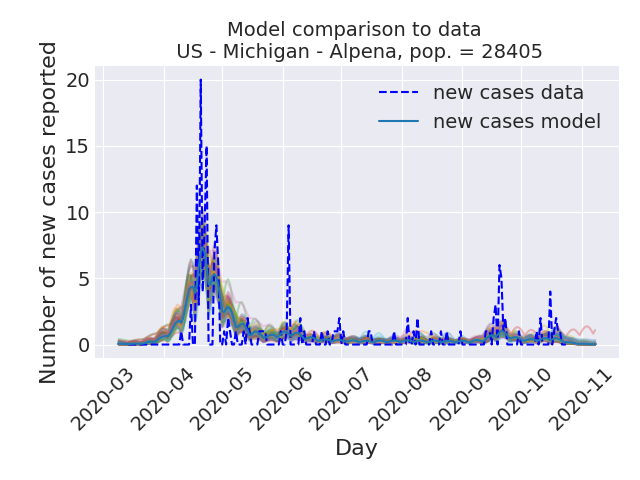 Model comparison to data
US - Michigan - Alpena, pop. = 28405
Number of new cases reported
20
15
10
5
0
new cases data
new cases model
2020-03
2020-04
2020-05
2020-06
2020-07
2020-08
2020-09
2020-10
2020-11
Day